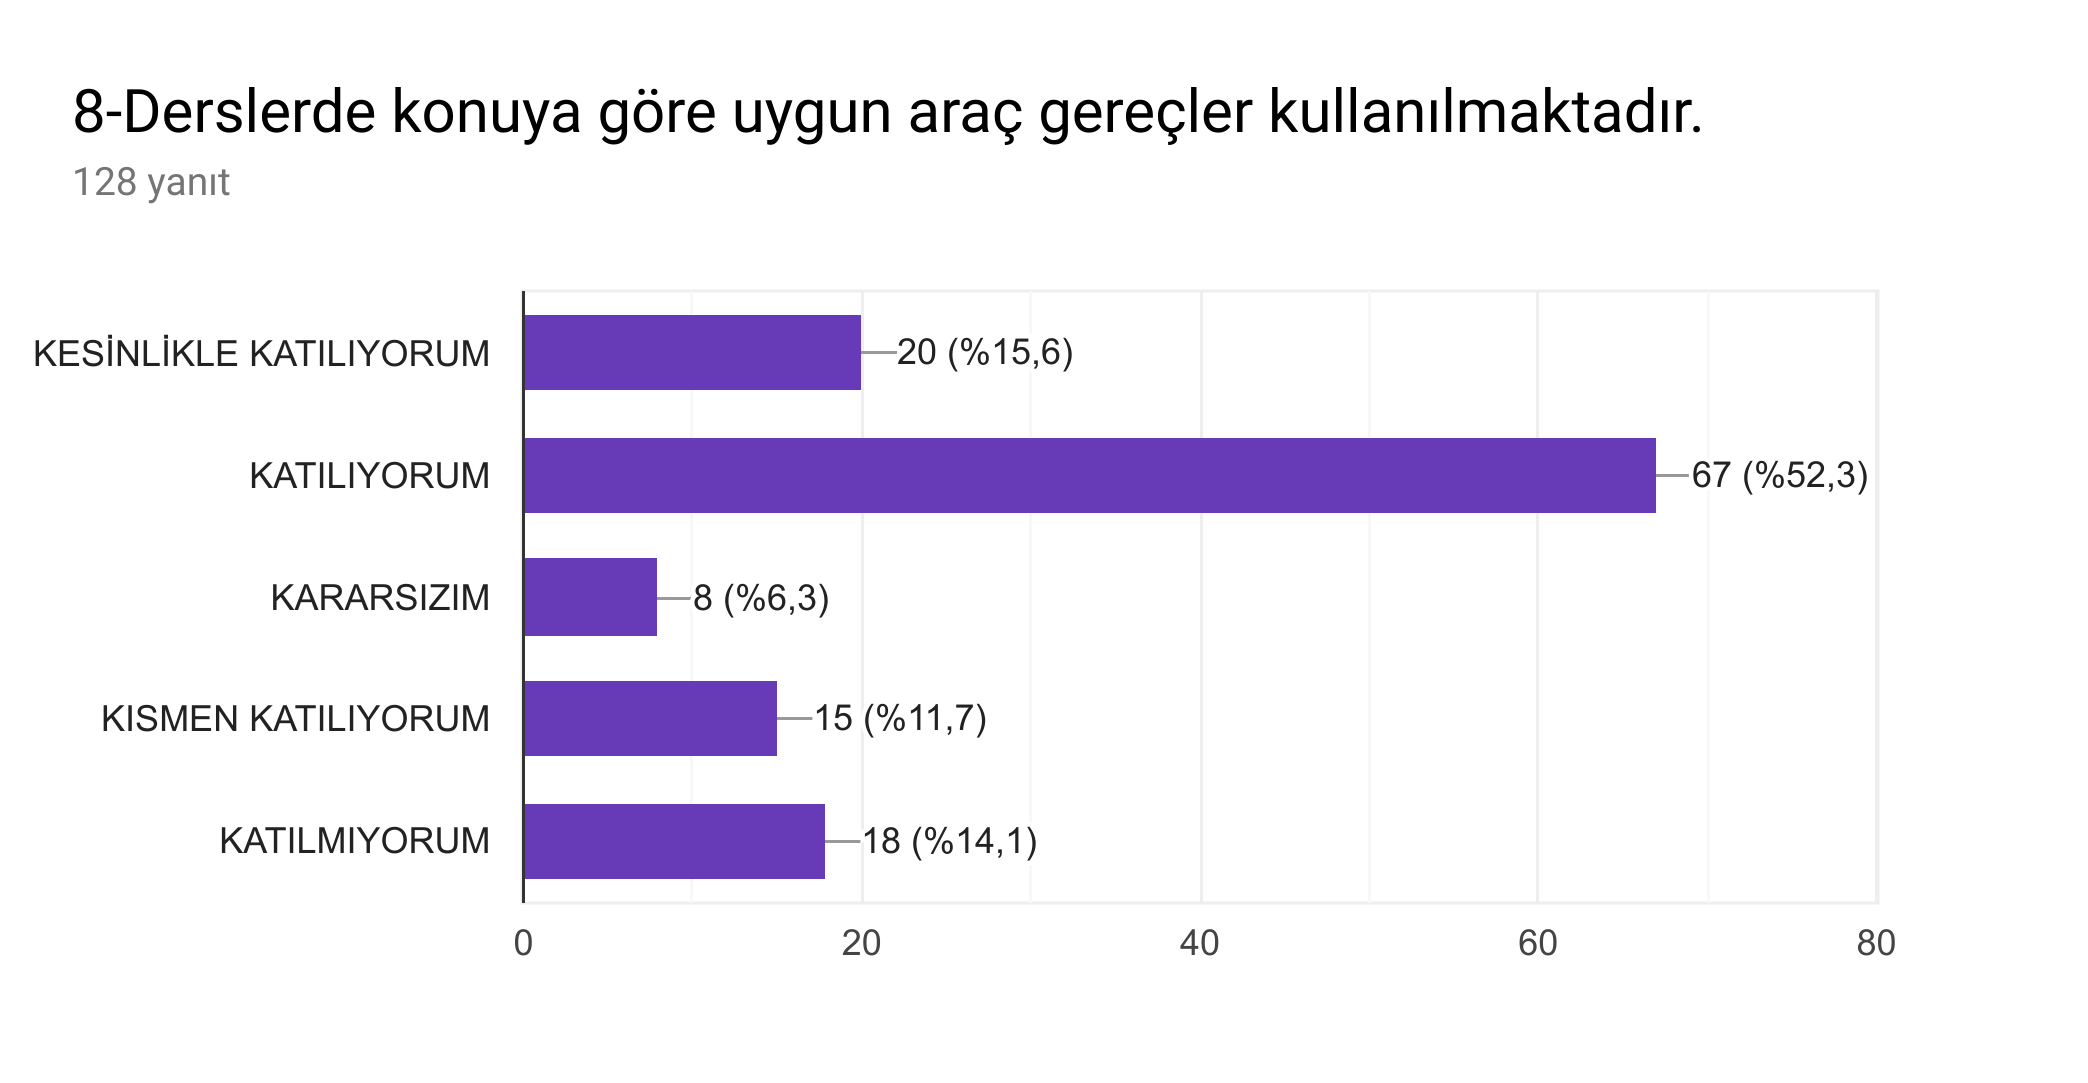 8-Derslerde konuya göre uygun araç gereçler kullanılmaktadır.
128 yanıt
KESİNLİKLE KATILIYORUM 20 (%15,6)
KATILIYORUM 67 (%52,3)
KARARSIZIM 8 (%6,3)
KISMEN KATILIYORUM 15 (%11,7)
KATILMIYORUM 18 (%14,1)
0 20 40 60 80